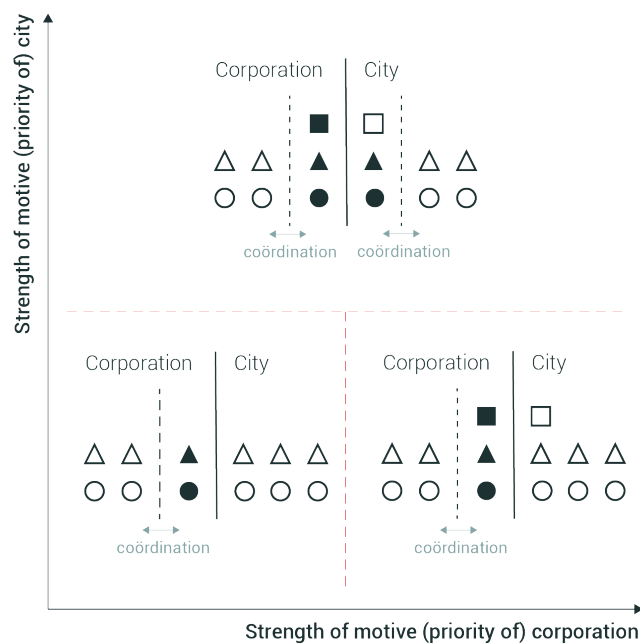 Strength of motive (priority of) city
Corporation
City
coördination
coördination
Corporation
City
coördination
Corporation
City
coördination
Strength of motive (priority of) corporation